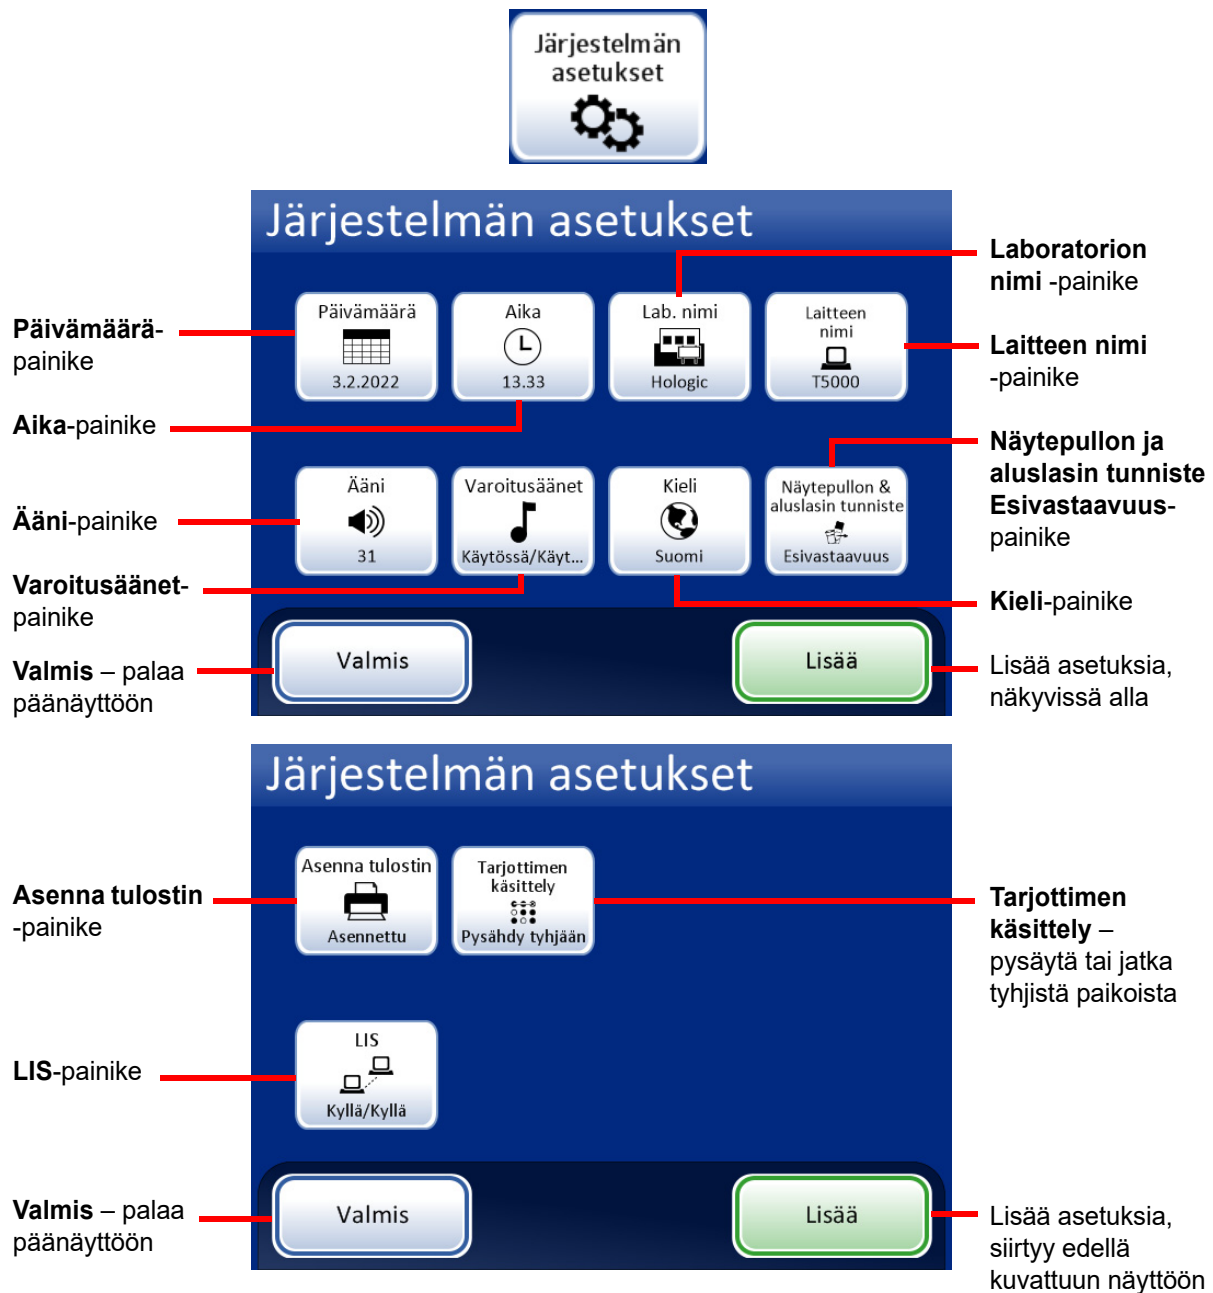 Järjestelmän
asetukset
Järjestelmän asetukset
Päivämäärä
3.2.2022
Aika
13.33
Lab. nimi
Hologic
Laitteen
nimi
T5000
Ääni
31
Varoitusäänet
Käytössä/Käyt...
Kieli
Suomi
Näytepullon &
aluslasin tunniste
Esivastaavuus
Valmis
Lisää
Päivämäärä-
painike
Aika-painike
Ääni-painike
Varoitusäänet-
painike
Valmis – palaa
päänäyttöön
Laboratorion
nimi -painike
Laitteen nimi
-painike
Näytepullon ja
aluslasin tunniste
Esivastaavuus-
painike
Kieli-painike
Lisää asetuksia,
näkyvissä alla
Järjestelmän asetukset
Asenna tulostin
Asennettu
Tarjottimen
käsittely
Pysähdy tyhjään
LIS
Kyllä/Kyllä
Valmis
Lisää
Asenna tulostin
-painike
LIS-painike
Valmis – palaa
päänäyttöön
Tarjottimen
käsittely –
pysäytä tai jatka
tyhjistä paikoista
Lisää asetuksia,
siirtyy edellä
kuvattuun näyttöön